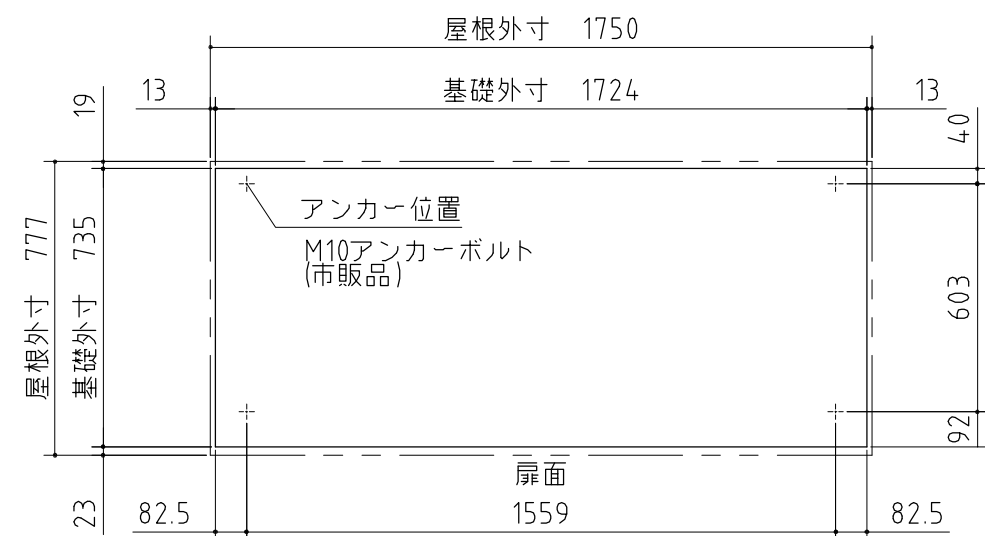 屋根外寸 1750
13
基礎外寸 1724
13
19
40
屋根外寸 777
基礎外寸 735
アンカー位置
M10アンカーボルト
(市販品)
603
92
扉面
23
82.5
1559
82.5